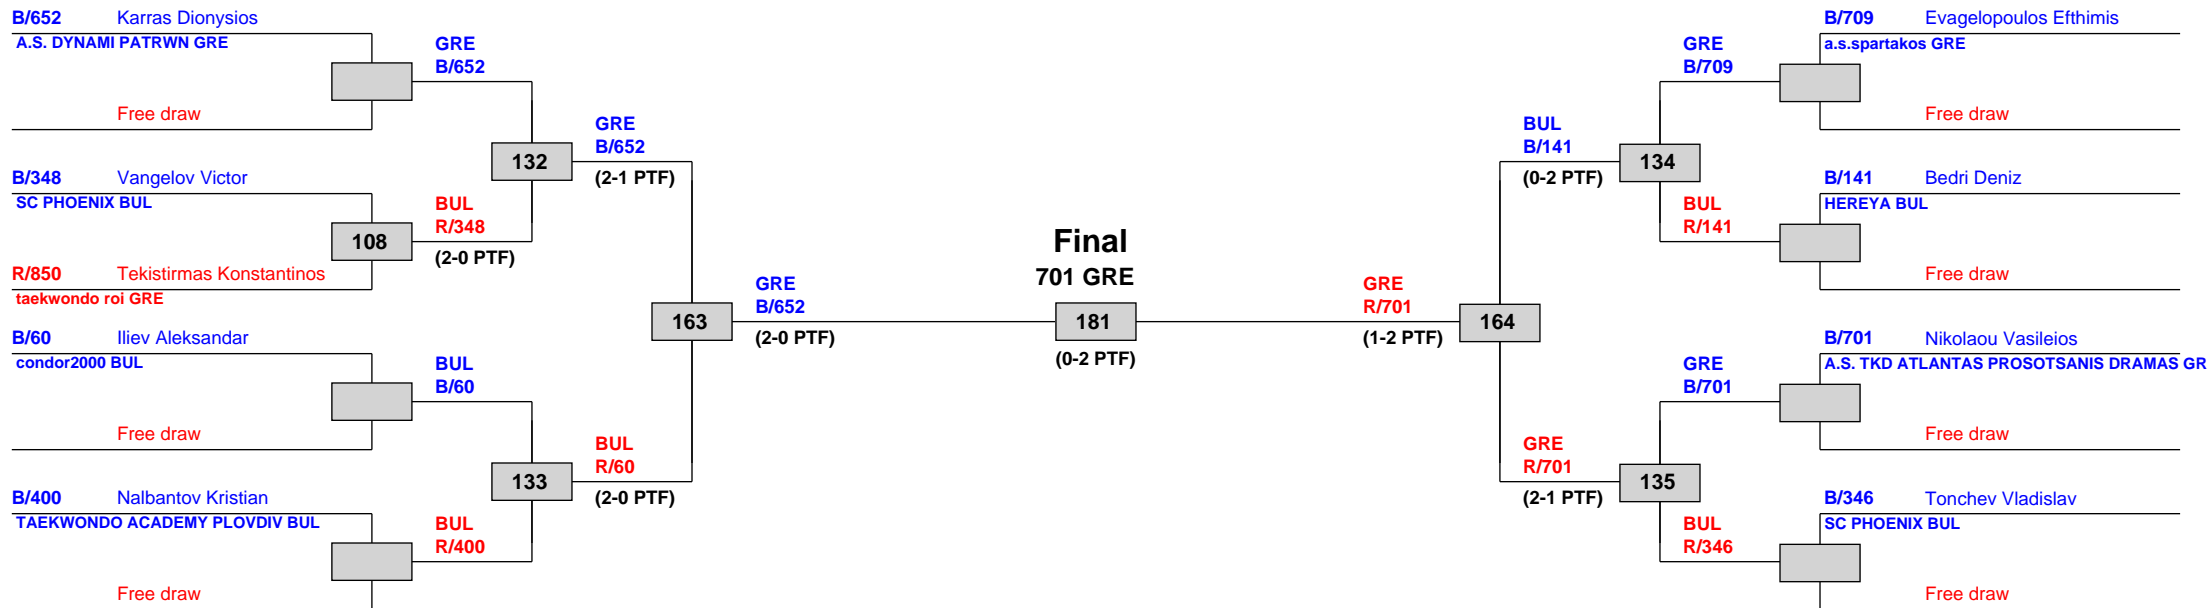 B/652 Karras Dionysios
A.S. DYNAMI PATRWN GRE
Free draw
GRE
B/652
B/348 Vangelov Victor
SC PHOENIX BUL
108
R/850 Tekistirmas Konstantinos
taekwondo roi GRE
BUL
R/348
(2-0 PTF)
132
GRE
B/652
(2-1 PTF)
B/60 Iliev Aleksandar
condor2000 BUL
Free draw
BUL
B/60
B/400 Nalbantov Kristian
TAEKWONDO ACADEMY PLOVDIV BUL
Free draw
BUL
R/400
133
BUL
R/60
(2-0 PTF)
163
GRE
B/652
(2-0 PTF)
Final
701 GRE
181
(0-2 PTF)
GRE
R/701
(1-2 PTF)
164
BUL
B/141
(0-2 PTF)
134
GRE
B/709
B/709 Evagelopoulos Efthimis
a.s.spartakos GRE
Free draw
BUL
R/141
B/141 Bedri Deniz
HEREYA BUL
Free draw
GRE
R/701
(2-1 PTF)
135
GRE
B/701
B/701 Nikolaou Vasileios
A.S. TKD ATLANTAS PROSOTSANIS DRAMAS GR
Free draw
BUL
R/346
B/346 Tonchev Vladislav
SC PHOENIX BUL
Free draw